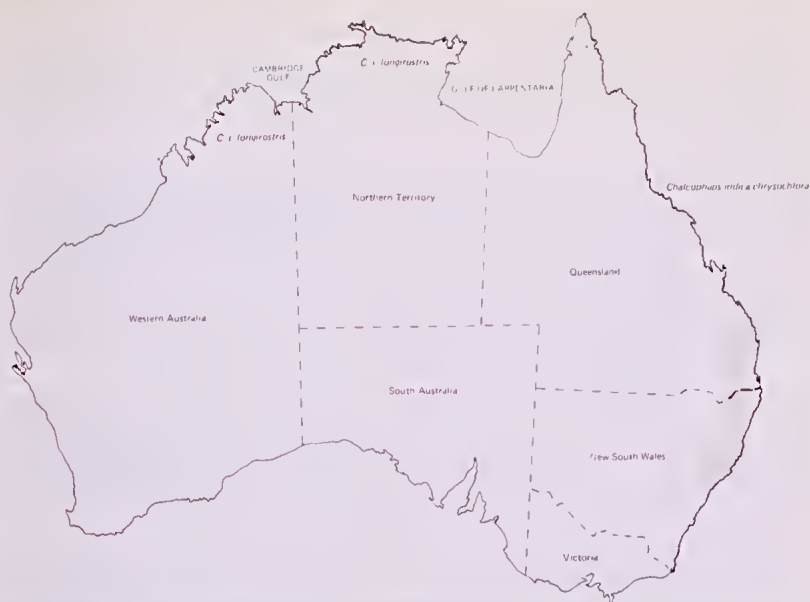 CAMBRIDGE
GULF
C. i. longirostris
GULF OF CARPENTARIA
C. i. longirostris
Chalcophaps indica chrysochlora
Northern Territory
Queensland
Western Australia
South Australia
New South Wales
Victoria